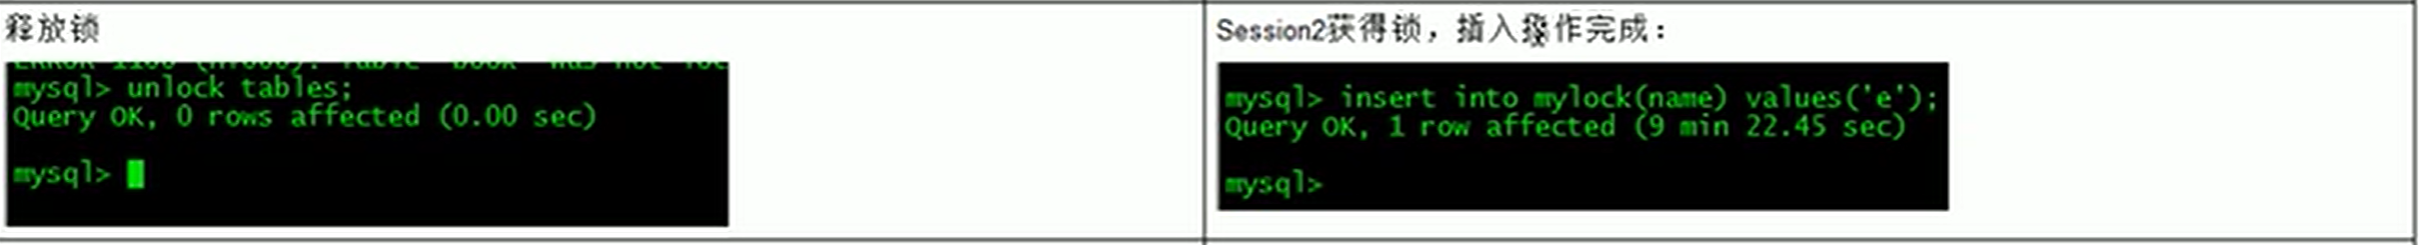 释放锁
mysql> unlock tables;
Query OK, 0 rows affected (0.00 sec)
mysql>
Session2获得锁，插入操作完成：
mysql> insert into mylock(name) values('e');
Query OK, 1 row affected (9 min 22.45 sec)
mysql>